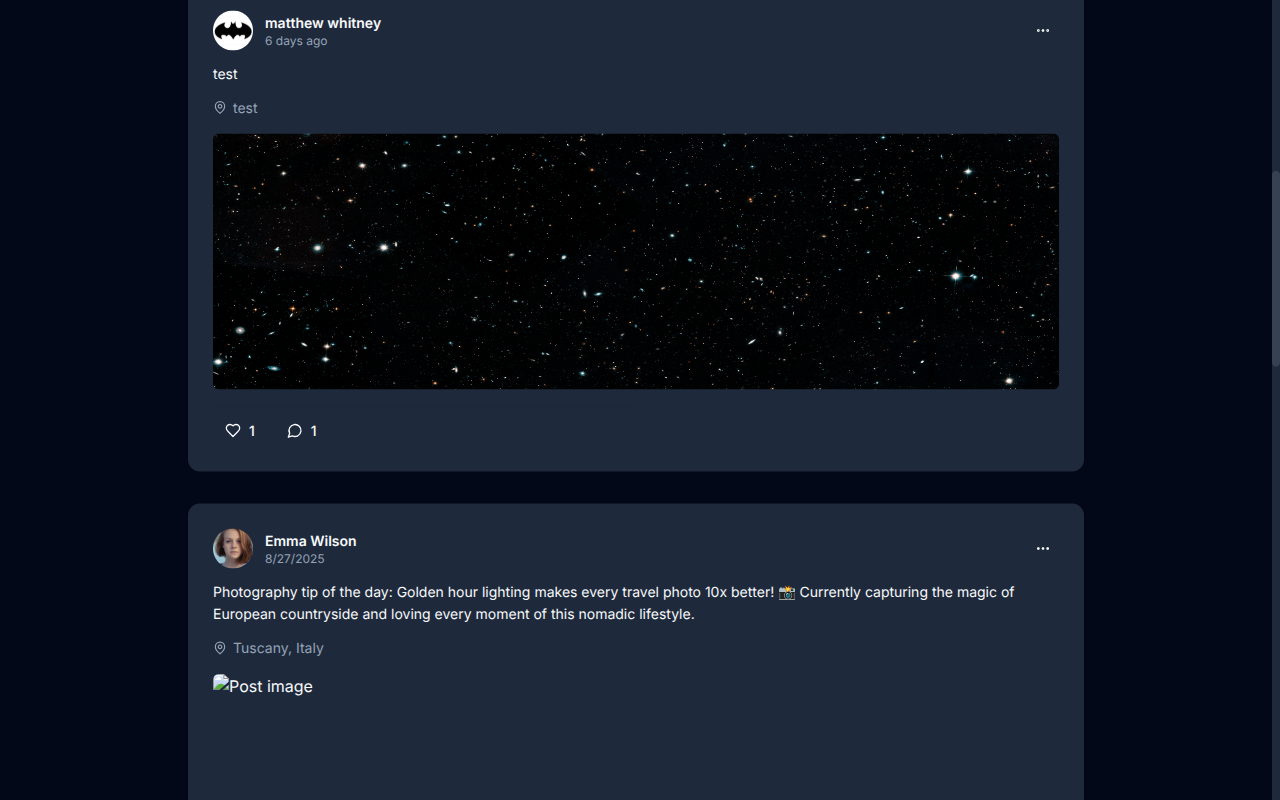 matthew whitney
6 days ago
test
test
1 1
Emma Wilson
8/27/2025
Photography tip of the day: Golden hour lighting makes every travel photo 10x better! 📸 Currently capturing the magic of
European countryside and loving every moment of this nomadic lifestyle.
Tuscany, Italy
Post image